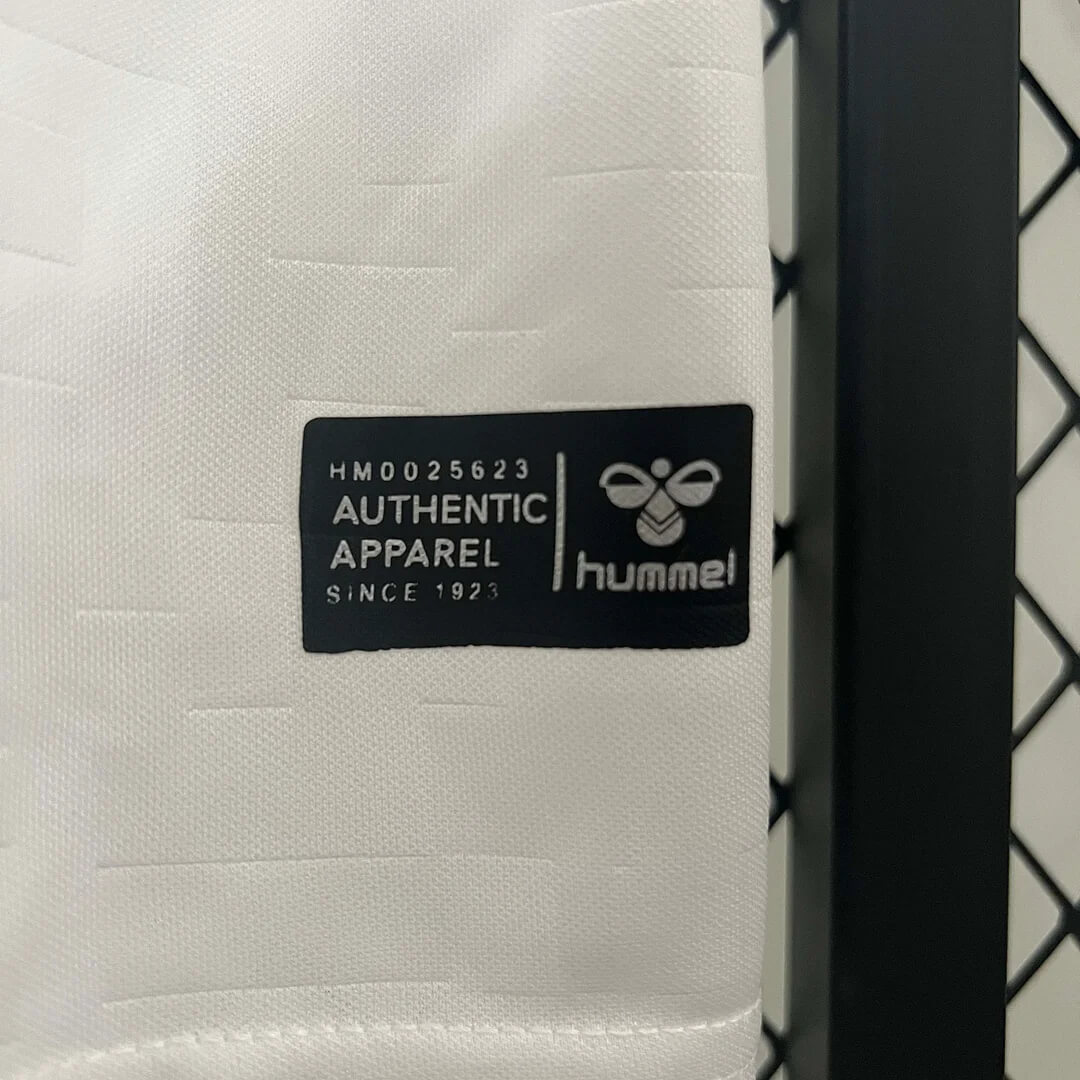 HM0025623
AUTHENTIC
APPAREL
SINCE 1923
hummel